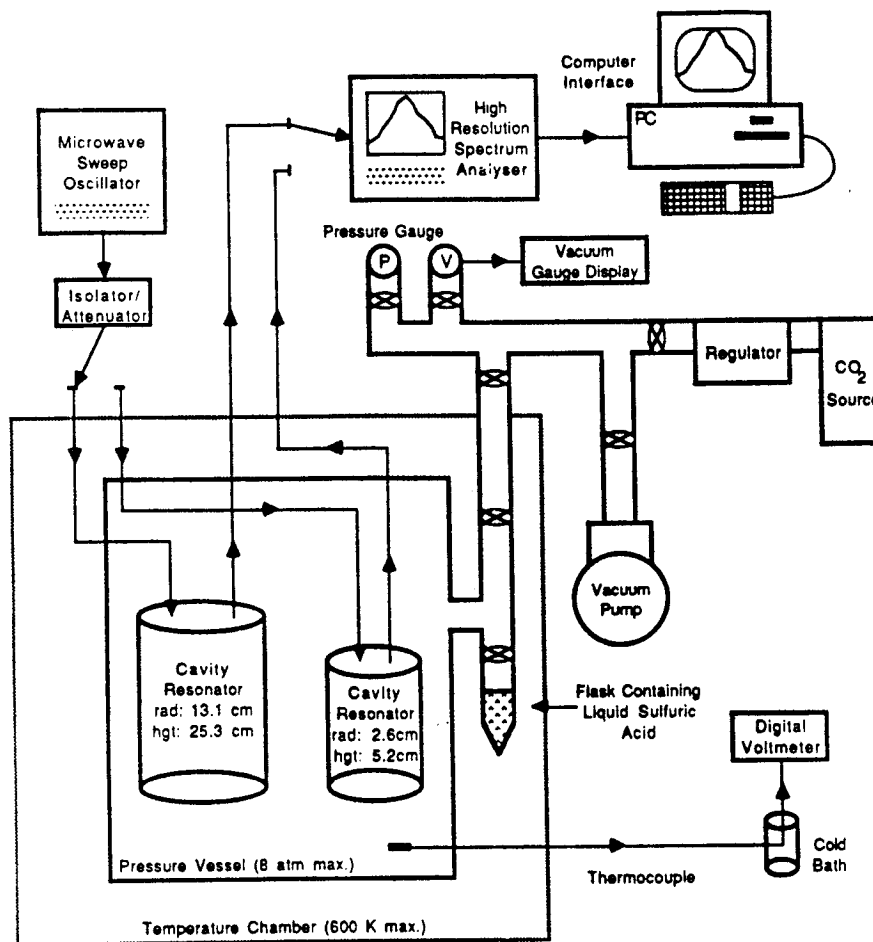 Computer
Interface
PC
High
Resolution
Spectrum
Analyser
Microwave
Sweep
Oscillator
Isolator/
Attenuator
Pressure Gauge
P
V
Vacuum
Gauge Display
Regulator
CO2
Source
Vacuum
Pump
Cavity
Resonator
rad: 13.1 cm
hgt: 25.3 cm
Cavity
Resonator
rad: 2.6cm
hgt: 5.2cm
Flask Containing
Liquid Sulfuric
Acid
Digital
Voltmeter
Cold
Bath
Thermocouple
Pressure Vessel (8 atm max.)
Temperature Chamber (600 K max.)